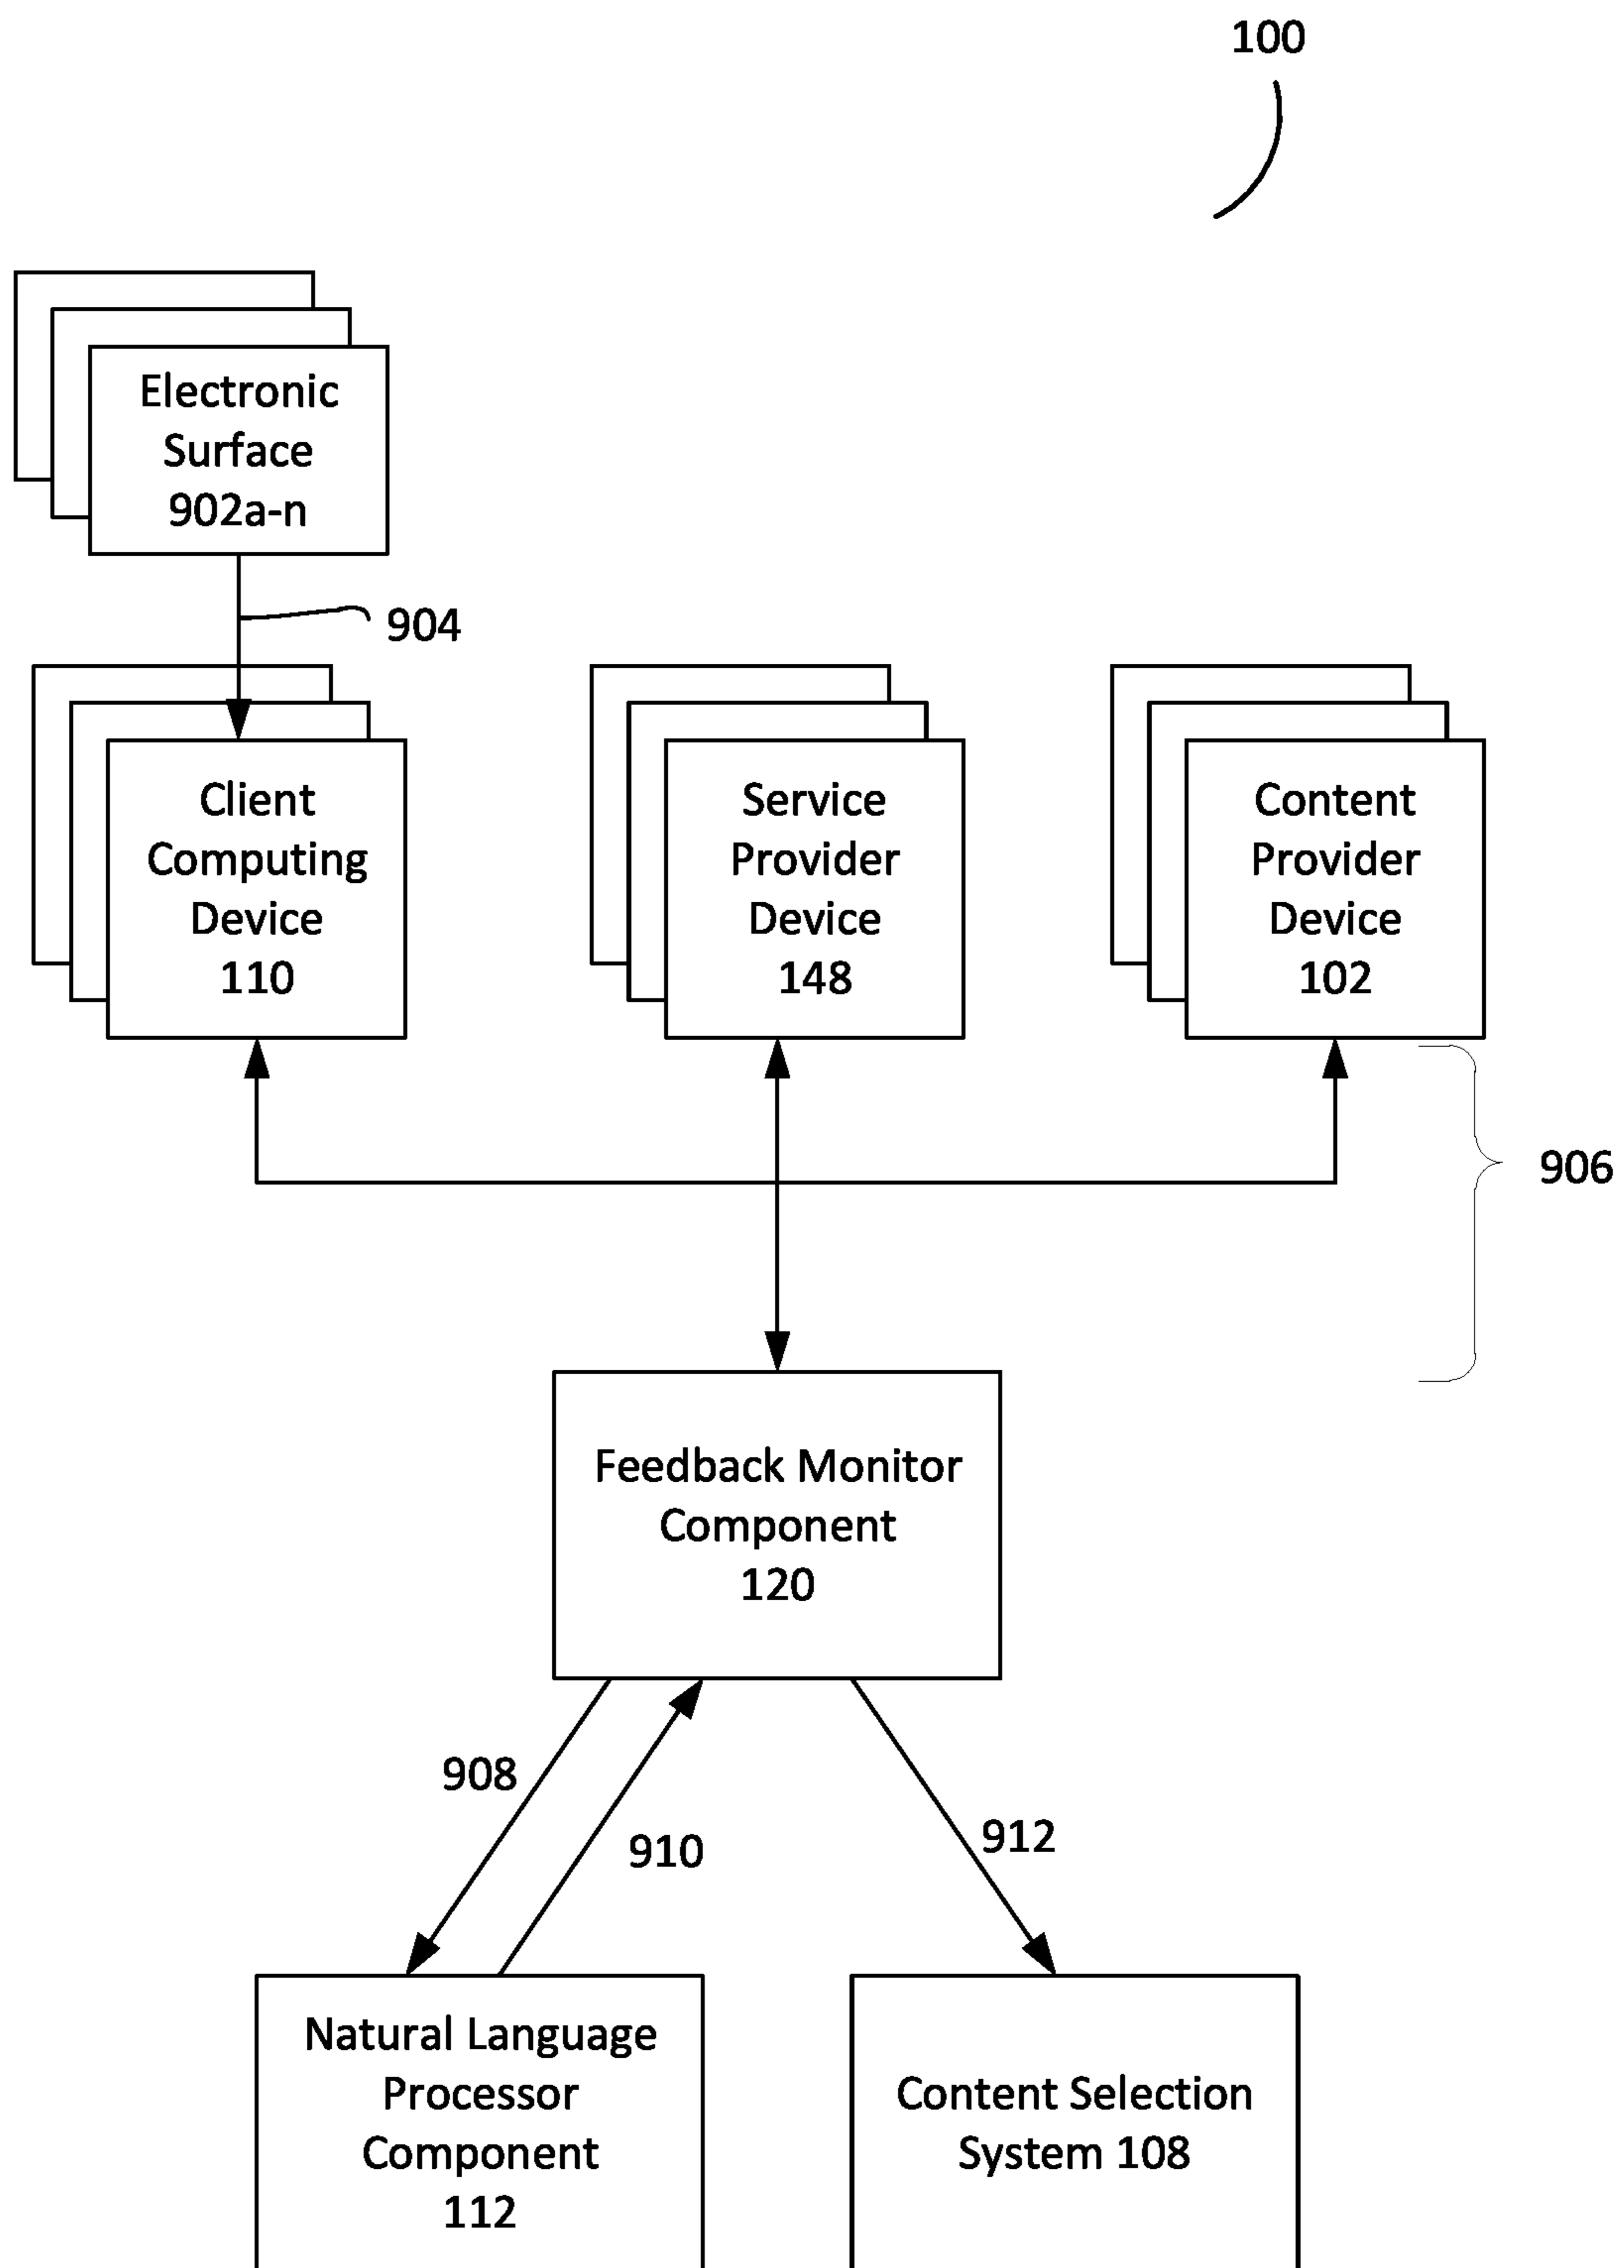 100
Electronic
Surface
902a-n
904
Client
Computing
Device
110
Service
Provider
Device
148
Content
Provider
Device
102
906
Feedback Monitor
Component
120
908
910
912
Natural Language
Processor
Component
112
Content Selection
System 108